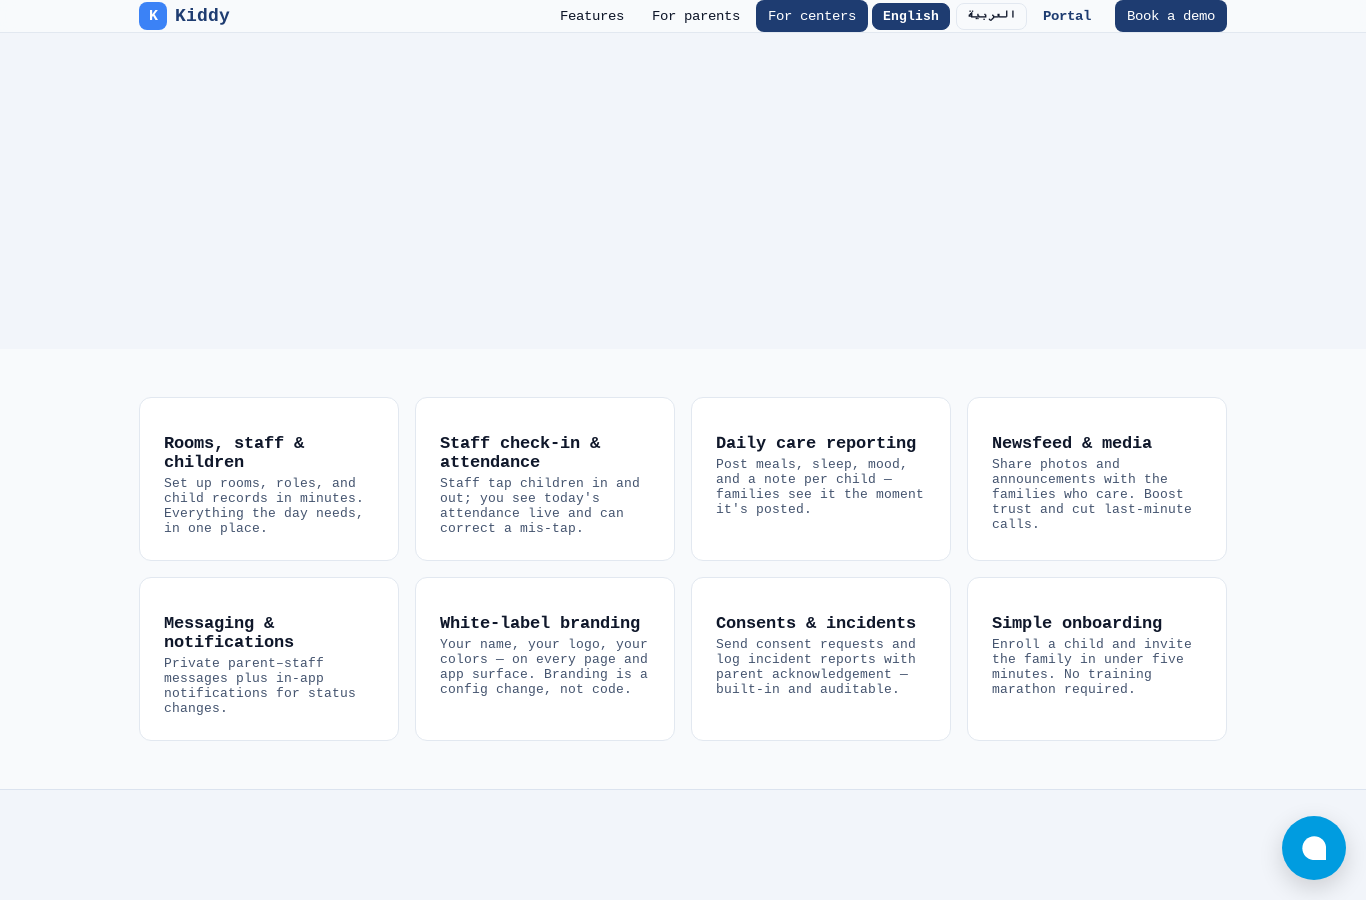 K Kiddy
Features For parents For centers English العربية Portal Book a demo
Rooms, staff &
children
Set up rooms, roles, and
child records in minutes.
Everything the day needs,
in one place.
Staff check-in &
attendance
Staff tap children in and
out; you see today's
attendance live and can
correct a mis-tap.
Daily care reporting
Post meals, sleep, mood,
and a note per child —
families see it the moment
it's posted.
Newsfeed & media
Share photos and
announcements with the
families who care. Boost
trust and cut last-minute
calls.
Messaging &
notifications
Private parent–staff
messages plus in-app
notifications for status
changes.
White-label branding
Your name, your logo, your
colors — on every page and
app surface. Branding is a
config change, not code.
Consents & incidents
Send consent requests and
log incident reports with
parent acknowledgement —
built-in and auditable.
Simple onboarding
Enroll a child and invite
the family in under five
minutes. No training
marathon required.